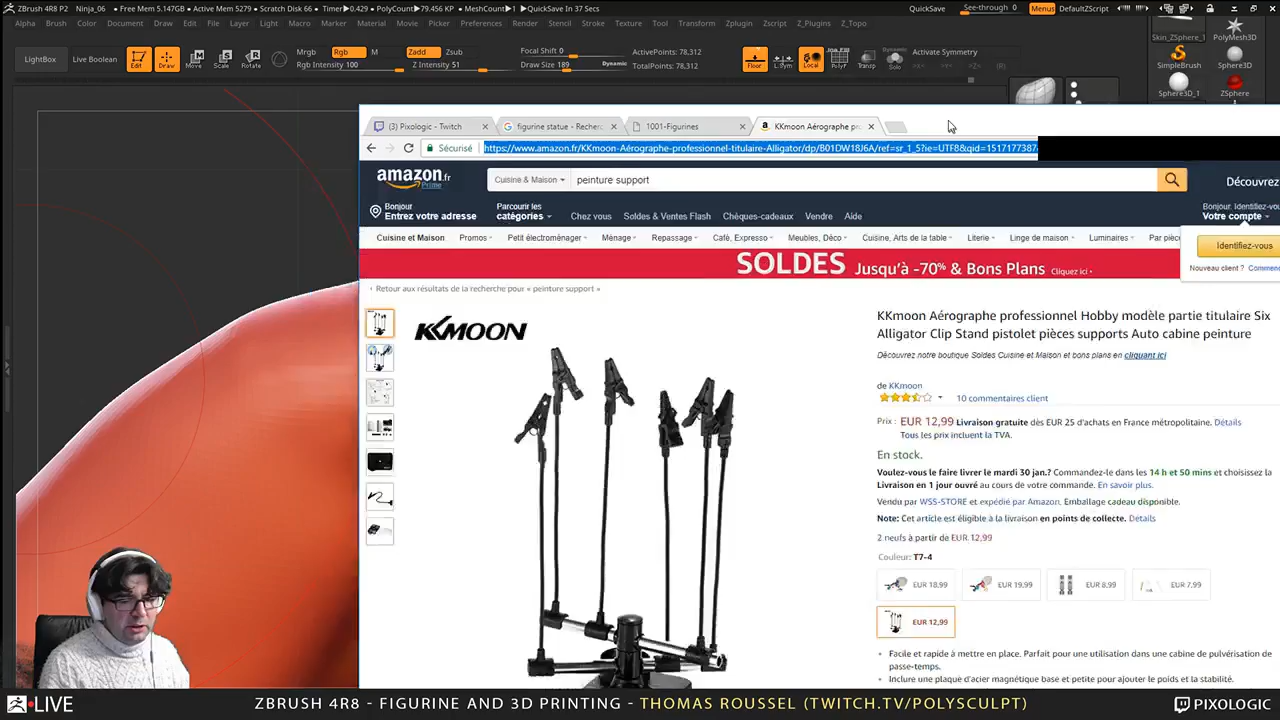 ZBrush 4R8 P2 Ninja_06 • Free Mem 5.147GB • Active Mem 5279 • Scratch Disk 66 • Timer▶0.429 • PolyCount▶79.456 KP • MeshCount▶1 ▶QuickSave In 37 Secs
QuickSave See-through 0 Menus DefaultZScript
Alpha Brush Color Document Draw Edit File Layer Light Macro Marker Material Movie Picker Preferences Render Stencil Stroke Texture Tool Transform Zplugin Zscript Z_Plugins Z_Topo
Skin_ZSphere_1 PolyMesh3D
LightBox Live Boolean Edit Draw Move Scale Rotate
Mrgb Rgb M
Rgb Intensity 100
Zadd Zsub
Z Intensity 51
Focal Shift 0
Draw Size 189 Dynamic
ActivePoints: 78,312
TotalPoints: 78,312
Floor L.Sym Local PolyF Transp Dynamic Solo
Activate Symmetry
(R)
SimpleBrush Sphere3D
Sphere3D_1 ZSphere
(3) Pixologic - Twitch
figurine statue - Recherc
1001-Figurines
KKmoon Aérographe pr
Sécurisé https://www.amazon.fr/KKmoon-Aérographe-professionnel-titulaire-Alligator/dp/B01DW18J6A/ref=sr_1_5?ie=UTF8&qid=1517177387
amazon.fr
Prime
Cuisine & Maison peinture support
Découvrez
Bonjour
Entrez votre adresse
Parcourir les
catégories
Chez vous Soldes & Ventes Flash Chèques-cadeaux Vendre Aide
Bonjour. Identifiez-vou
Votre compte
Cuisine et Maison Promos Petit électroménager Ménage Repassage Café, Expresso Meubles, Déco Cuisine, Arts de la table Literie Linge de maison Luminaires Par pièc
Identifiez-vous
Nouveau client ? Commenc
SOLDES Jusqu'à -70% & Bons Plans Cliquez ici ›
‹ Retour aux résultats de la recherche pour « peinture support »
KKMOON
KKmoon Aérographe professionnel Hobby modèle partie titulaire Six
Alligator Clip Stand pistolet pièces supports Auto cabine peinture
Découvrez notre boutique Soldes Cuisine et Maison et bons plans en cliquant ici
de KKmoon
10 commentaires client
Prix : EUR 12,99 Livraison gratuite dès EUR 25 d'achats en France métropolitaine. Détails
Tous les prix incluent la TVA.
En stock.
Voulez-vous le faire livrer le mardi 30 jan.? Commandez-le dans les 14 h et 50 mins et choisissez la
Livraison en 1 jour ouvré au cours de votre commande. En savoir plus.
Vendu par WSS-STORE et expédié par Amazon. Emballage cadeau disponible.
Note: Cet article est éligible à la livraison en points de collecte. Details
2 neufs à partir de EUR 12,99
Couleur: T7-4
EUR 18,99 EUR 19,99 EUR 8,99 EUR 7,99
EUR 12,99
• Facile et rapide à mettre en place. Parfait pour une utilisation dans une cabine de pulvérisation de
passe-temps.
• Inclure une plaque d'acier magnétique base et petite pour ajouter le poids et la stabilité.
LIVE ZBRUSH 4R8 - FIGURINE AND 3D PRINTING - THOMAS ROUSSEL (TWITCH.TV/POLYSCULPT) PIXOLOGIC